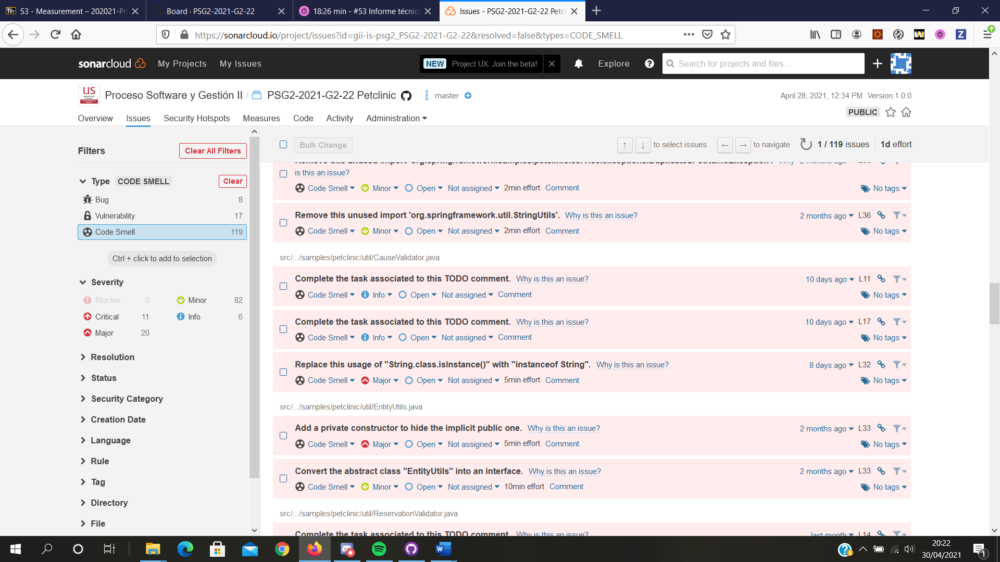 S3 - Measurement – 202021-Pr
Board · PSG2-2021-G2-22
18:26 min - #53 Informe técnico
Issues - PSG2-2021-G2-22 Petcl
https://sonarcloud.io/project/issues?id=gii-is-psg2_PSG2-2021-G2-22&resolved=false&types=CODE_SMELL
sonarcloud My Projects My Issues
NEW Project UX: Join the beta!
Explore
Search for projects and files...
US
Proceso Software y Gestión II / PSG2-2021-G2-22 Petclinic master
April 28, 2021, 12:34 PM Version 1.0.0
PUBLIC
Overview Issues Security Hotspots Measures Code Activity Administration
Filters
Clear All Filters
Type CODE SMELL Clear
Bug 8
Vulnerability 17
Code Smell 119
Ctrl + click to add to selection
Severity
Blocker 0 Minor 82
Critical 11 Info 6
Major 20
Resolution
Status
Security Category
Creation Date
Language
Rule
Tag
Directory
File
Bulk Change
↑ ↓ to select issues ← → to navigate 1 / 119 issues 1d effort
is this an issue?
Code Smell Minor Open Not assigned 2min effort Comment No tags
Remove this unused import 'org.springframework.util.StringUtils'. Why is this an issue? 2 months ago L36
Code Smell Minor Open Not assigned 2min effort Comment No tags
src/.../samples/petclinic/util/CauseValidator.java
Complete the task associated to this TODO comment. Why is this an issue? 10 days ago L11
Code Smell Info Open Not assigned Comment No tags
Complete the task associated to this TODO comment. Why is this an issue? 10 days ago L17
Code Smell Info Open Not assigned Comment No tags
Replace this usage of "String.class.isInstance()" with "instanceof String". Why is this an issue? 8 days ago L32
Code Smell Major Open Not assigned 5min effort Comment No tags
src/.../samples/petclinic/util/EntityUtils.java
Add a private constructor to hide the implicit public one. Why is this an issue? 2 months ago L33
Code Smell Major Open Not assigned 5min effort Comment No tags
Convert the abstract class "EntityUtils" into an interface. Why is this an issue? 2 months ago L33
Code Smell Minor Open Not assigned 10min effort Comment No tags
src/.../samples/petclinic/util/ReservationValidator.java
Complete the task associated to this TODO comment. Why is this an issue? last month L14
20:22
30/04/2021
1